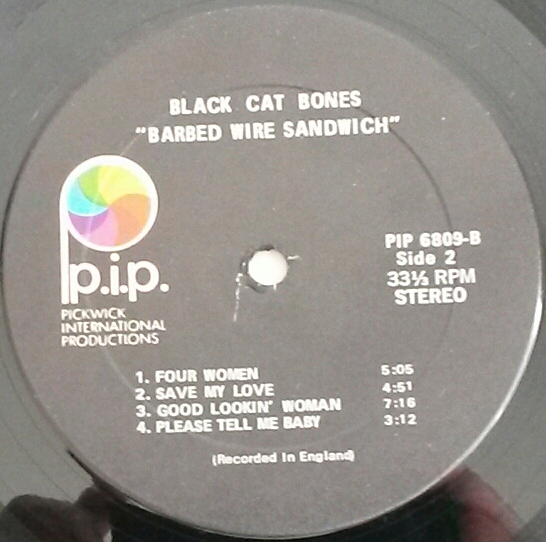 BLACK CAT BONES
"BARBED WIRE SANDWICH"
p.i.p.
PICKWICK
INTERNATIONAL
PRODUCTIONS
PIP 6809-B
Side 2
33⅓ RPM
STEREO
1. FOUR WOMEN 5:05
2. SAVE MY LOVE 4:51
3. GOOD LOOKIN' WOMAN 7:16
4. PLEASE TELL ME BABY 3:12
(Recorded In England)